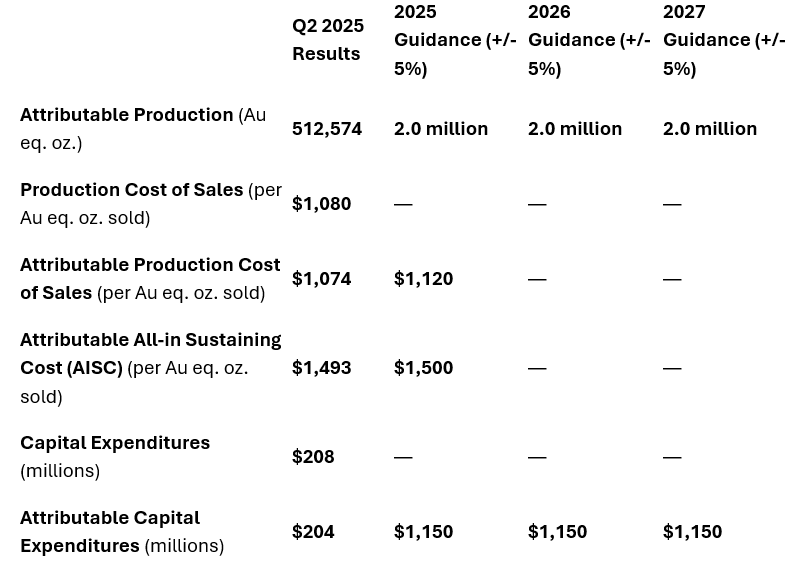 Q2 2025 Results
2025 Guidance (+/- 5%)
2026 Guidance (+/- 5%)
2027 Guidance (+/- 5%)
Attributable Production (Au eq. oz.) 512,574 2.0 million 2.0 million 2.0 million
Production Cost of Sales (per Au eq. oz. sold) $1,080 — — —
Attributable Production Cost of Sales (per Au eq. oz. sold) $1,074 $1,120 — —
Attributable All-in Sustaining Cost (AISC) (per Au eq. oz. sold) $1,493 $1,500 — —
Capital Expenditures (millions) $208 — — —
Attributable Capital Expenditures (millions) $204 $1,150 $1,150 $1,150